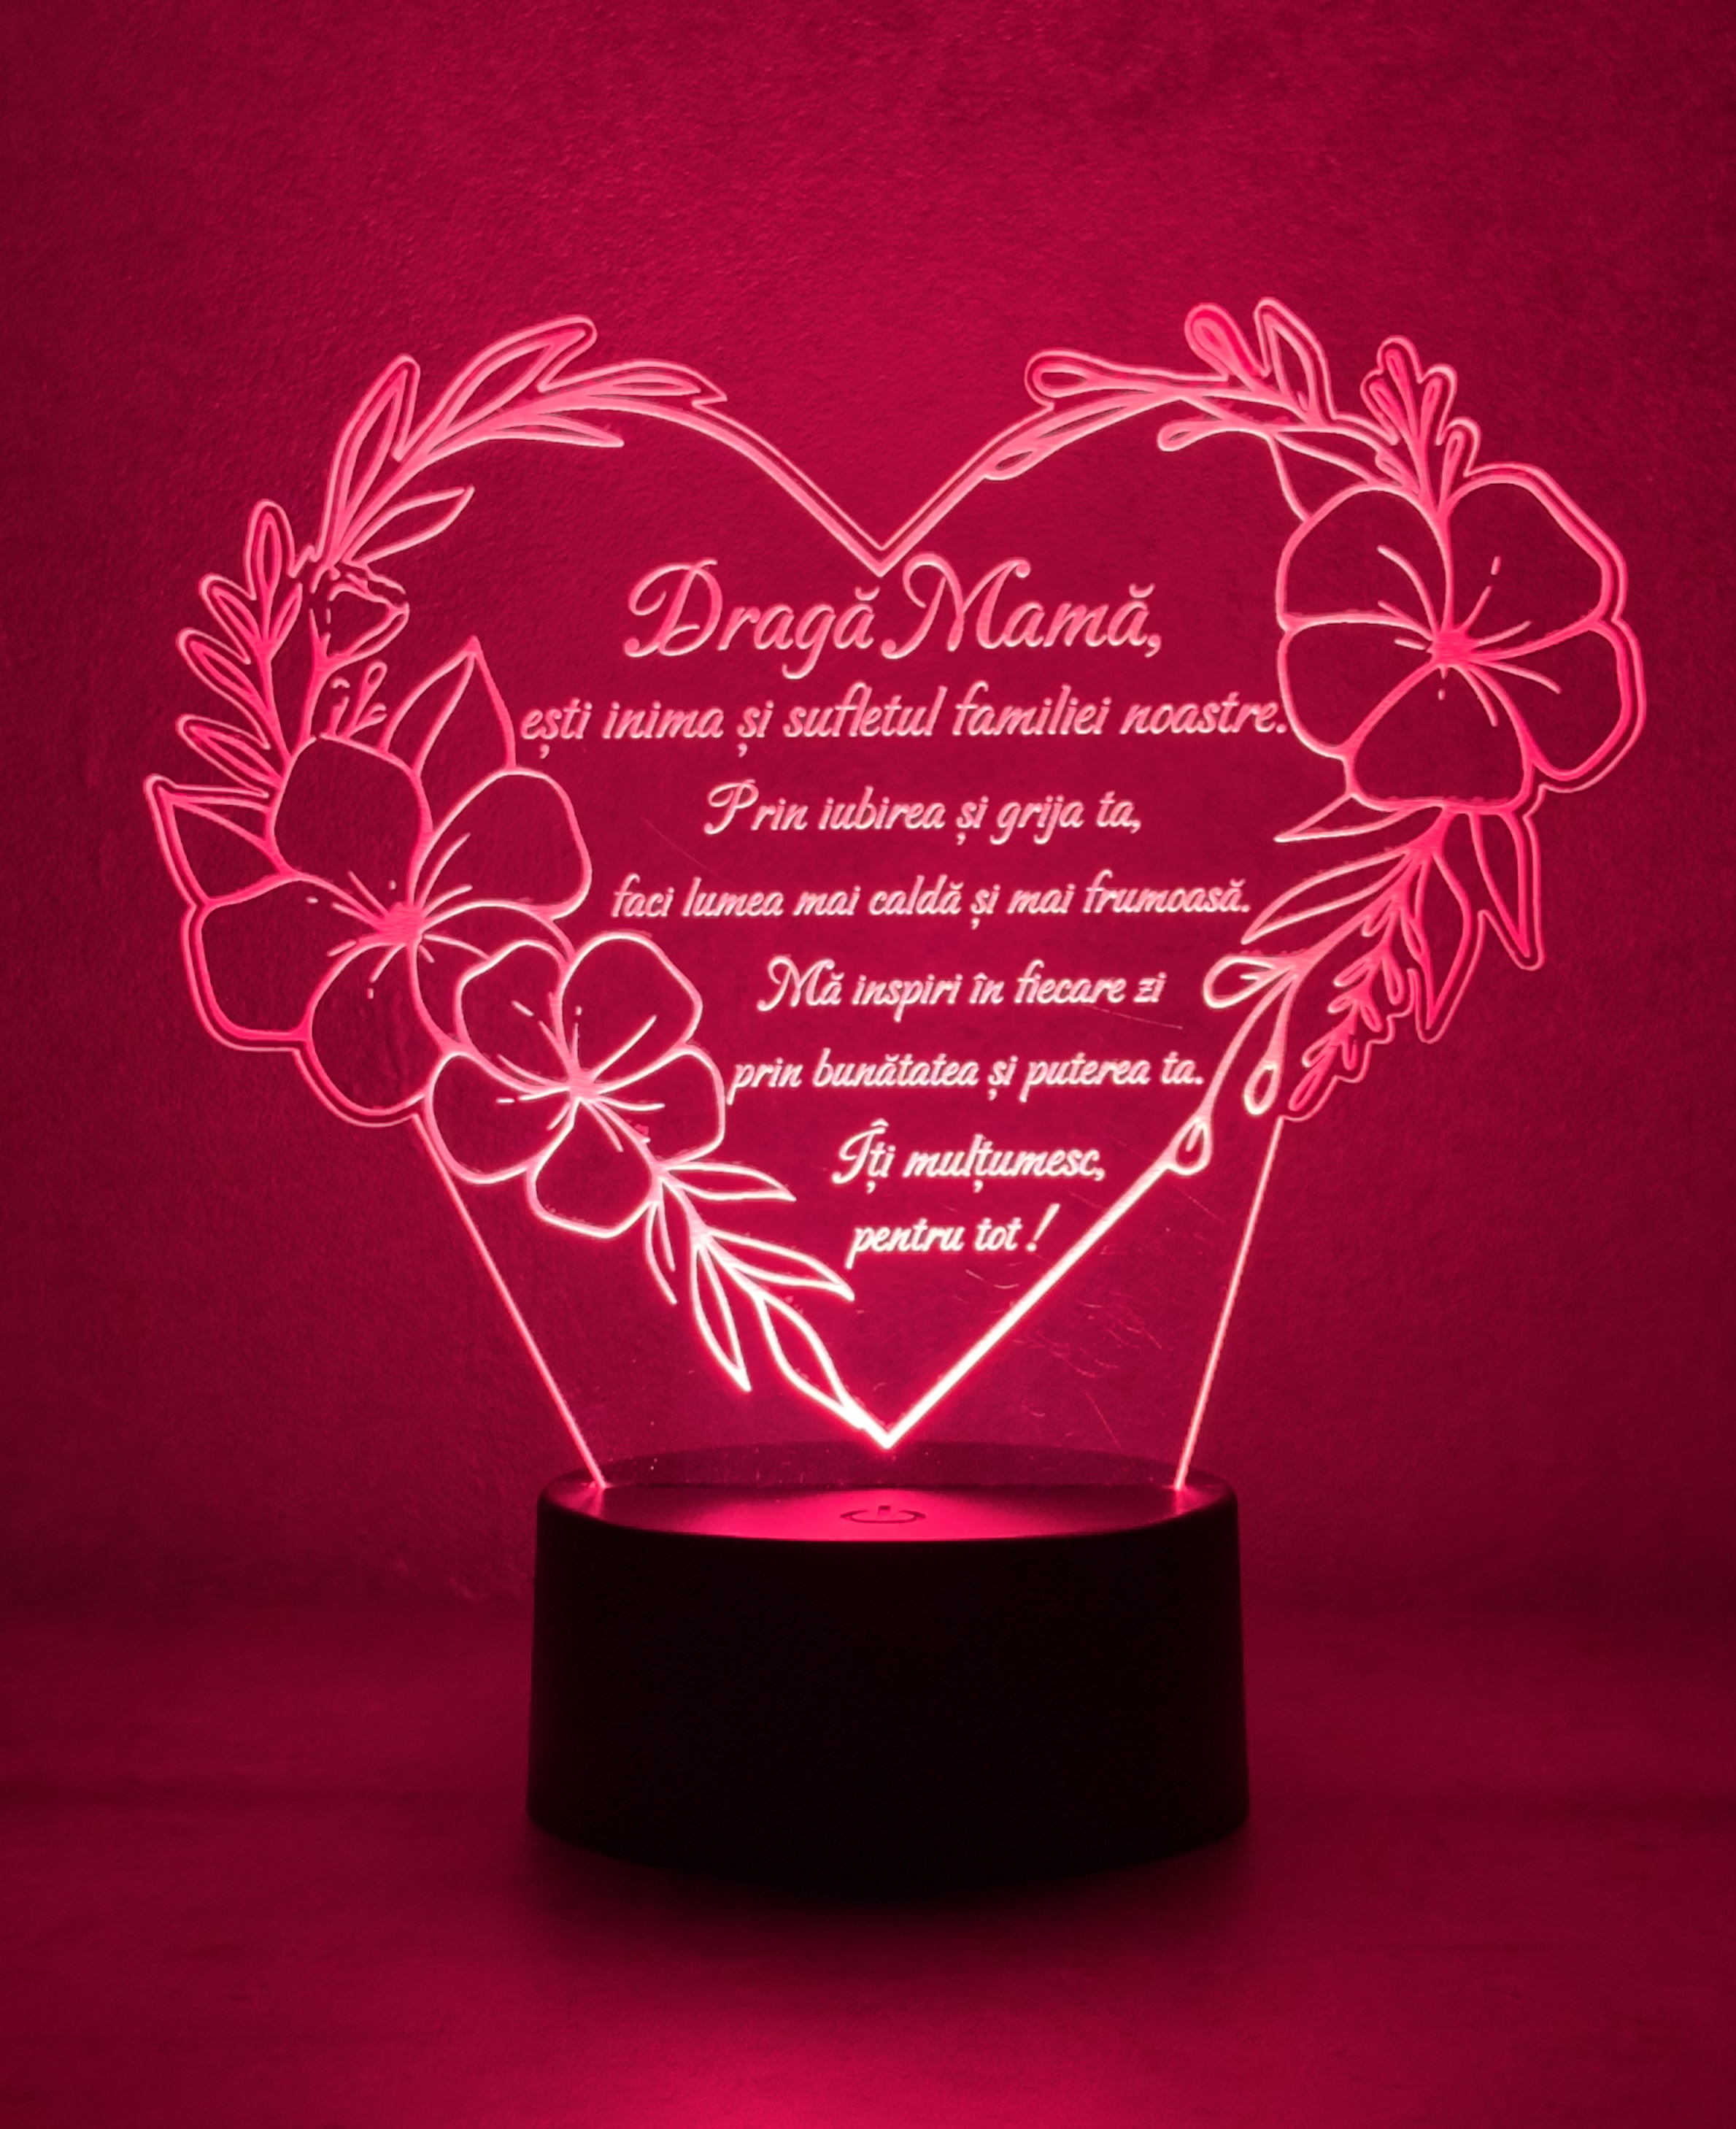 Dragă Mamă,
ești inima și sufletul familiei noastre.
Prin iubirea și grija ta,
faci lumea mai caldă și mai frumoasă.
Mă inspiri în fiecare zi
prin bunătatea și puterea ta.
Îți mulțumesc,
pentru tot !